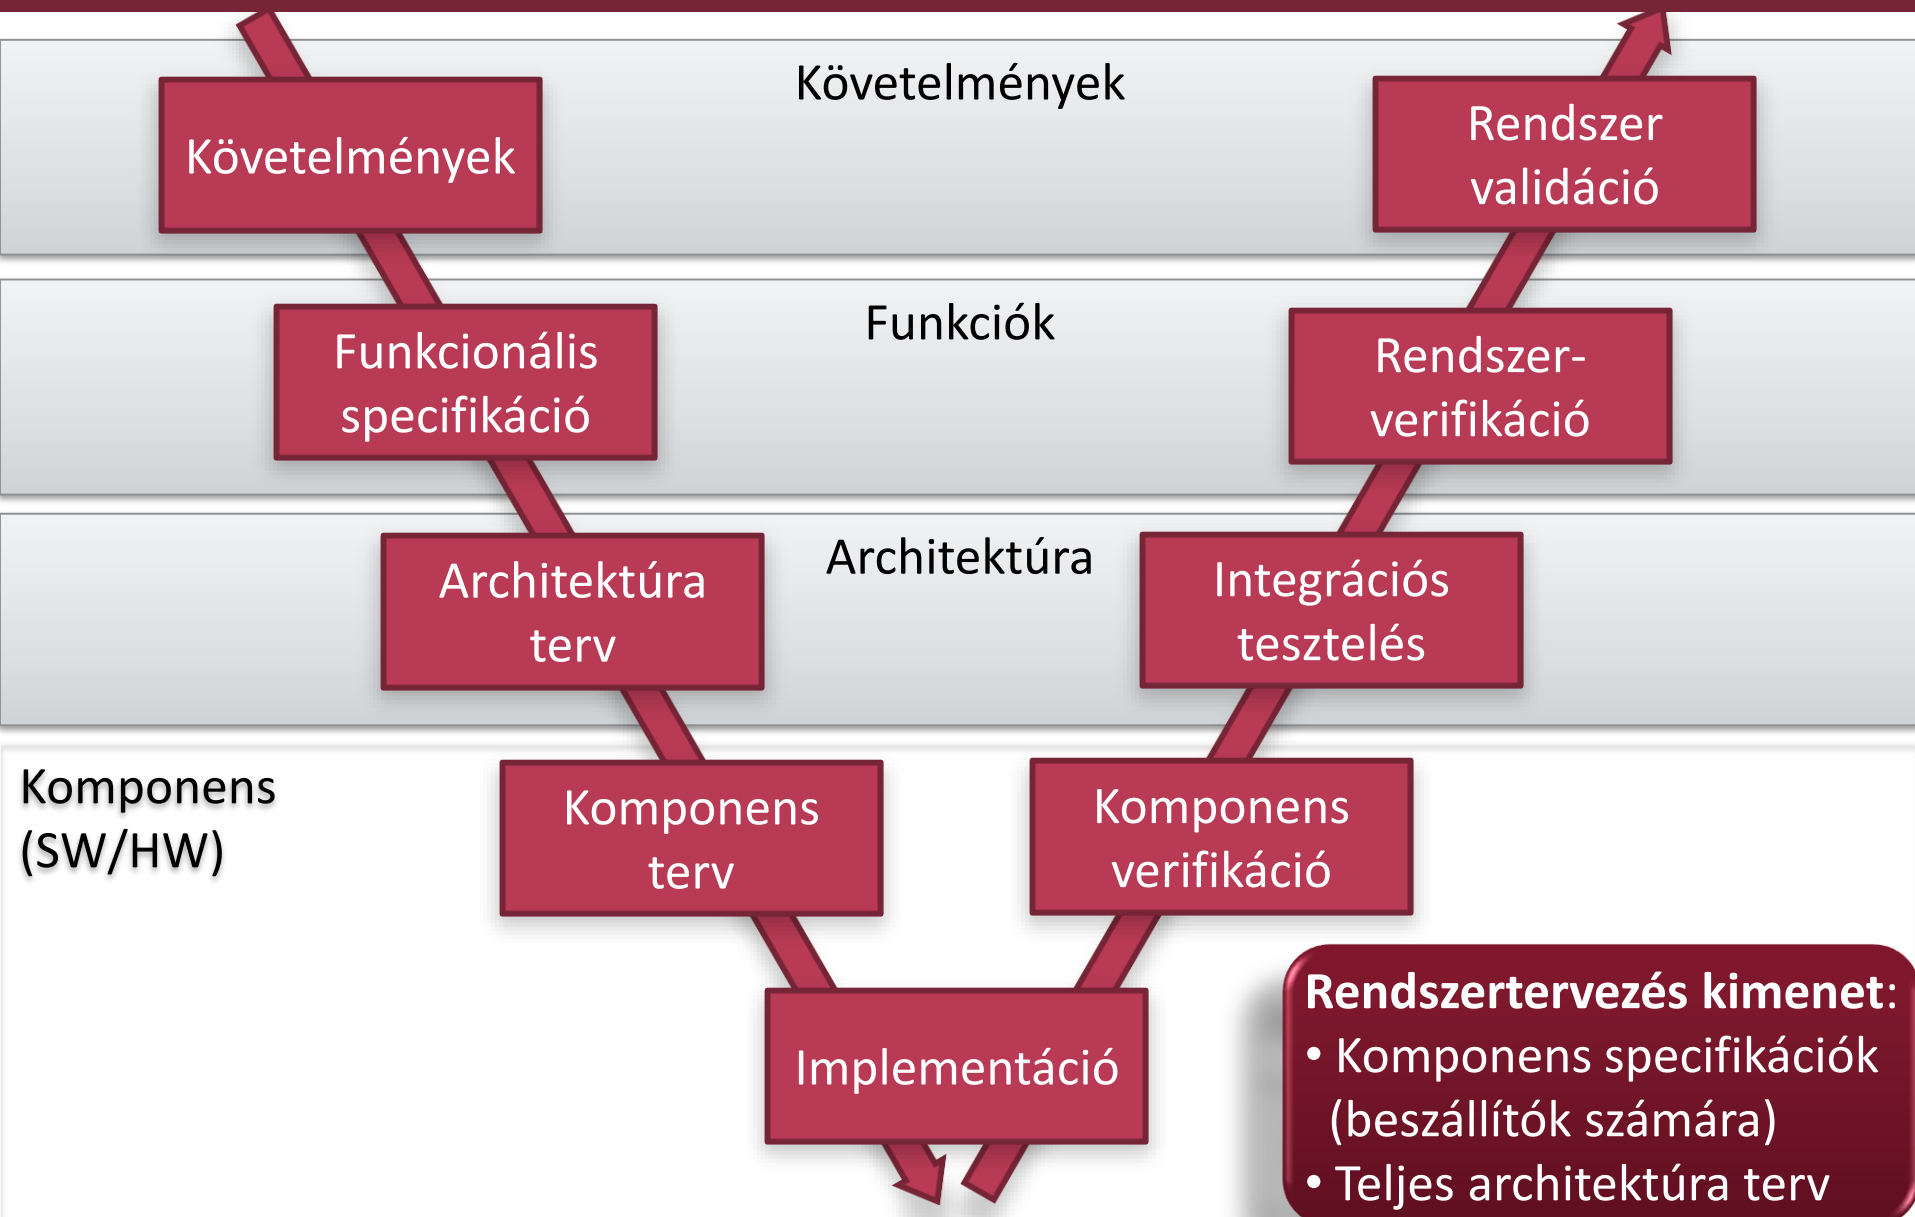 Követelmények
Követelmények
Rendszer
validáció
Funkciók
Funkcionális
specifikáció
Rendszer-
verifikáció
Architektúra
Architektúra
terv
Integrációs
tesztelés
Komponens
(SW/HW)
Komponens
terv
Komponens
verifikáció
Implementáció
Rendszertervezés kimenet:
• Komponens specifikációk
(beszállítók számára)
• Teljes architektúra terv